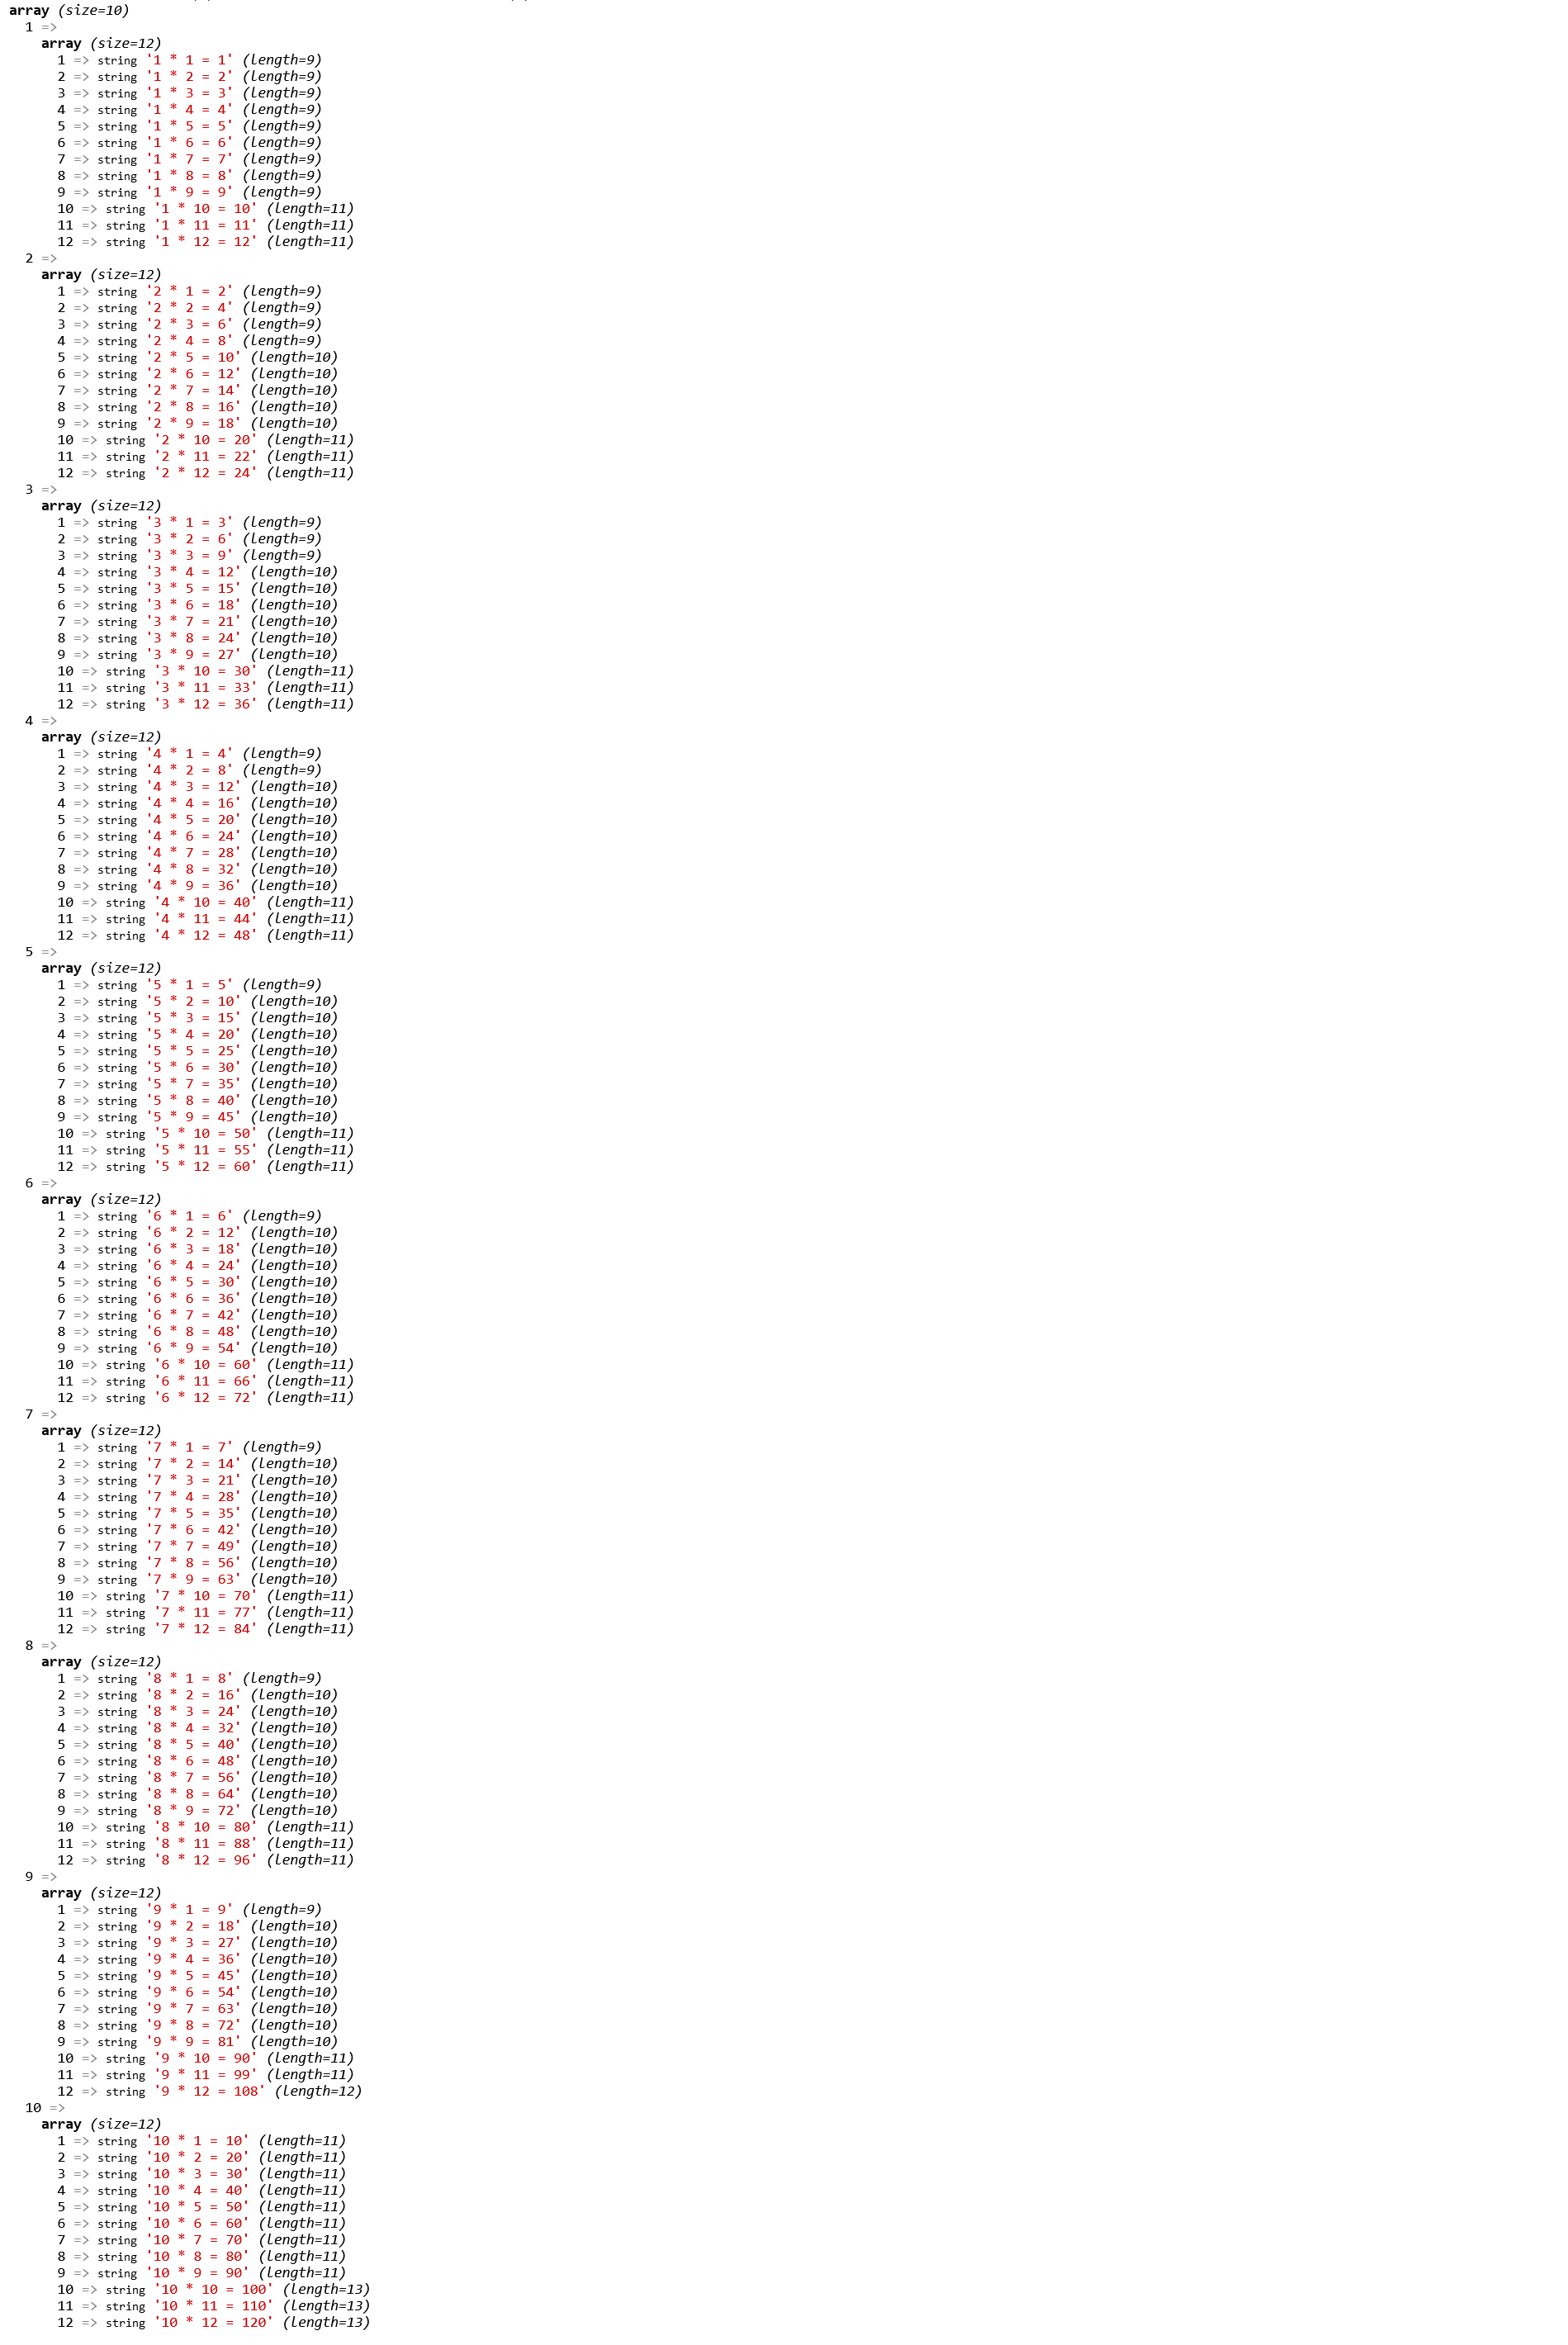 array (size=10)
1 =>
array (size=12)
1 => string '1 * 1 = 1' (length=9)
2 => string '1 * 2 = 2' (length=9)
3 => string '1 * 3 = 3' (length=9)
4 => string '1 * 4 = 4' (length=9)
5 => string '1 * 5 = 5' (length=9)
6 => string '1 * 6 = 6' (length=9)
7 => string '1 * 7 = 7' (length=9)
8 => string '1 * 8 = 8' (length=9)
9 => string '1 * 9 = 9' (length=9)
10 => string '1 * 10 = 10' (length=11)
11 => string '1 * 11 = 11' (length=11)
12 => string '1 * 12 = 12' (length=11)
2 =>
array (size=12)
1 => string '2 * 1 = 2' (length=9)
2 => string '2 * 2 = 4' (length=9)
3 => string '2 * 3 = 6' (length=9)
4 => string '2 * 4 = 8' (length=9)
5 => string '2 * 5 = 10' (length=10)
6 => string '2 * 6 = 12' (length=10)
7 => string '2 * 7 = 14' (length=10)
8 => string '2 * 8 = 16' (length=10)
9 => string '2 * 9 = 18' (length=10)
10 => string '2 * 10 = 20' (length=11)
11 => string '2 * 11 = 22' (length=11)
12 => string '2 * 12 = 24' (length=11)
3 =>
array (size=12)
1 => string '3 * 1 = 3' (length=9)
2 => string '3 * 2 = 6' (length=9)
3 => string '3 * 3 = 9' (length=9)
4 => string '3 * 4 = 12' (length=10)
5 => string '3 * 5 = 15' (length=10)
6 => string '3 * 6 = 18' (length=10)
7 => string '3 * 7 = 21' (length=10)
8 => string '3 * 8 = 24' (length=10)
9 => string '3 * 9 = 27' (length=10)
10 => string '3 * 10 = 30' (length=11)
11 => string '3 * 11 = 33' (length=11)
12 => string '3 * 12 = 36' (length=11)
4 =>
array (size=12)
1 => string '4 * 1 = 4' (length=9)
2 => string '4 * 2 = 8' (length=9)
3 => string '4 * 3 = 12' (length=10)
4 => string '4 * 4 = 16' (length=10)
5 => string '4 * 5 = 20' (length=10)
6 => string '4 * 6 = 24' (length=10)
7 => string '4 * 7 = 28' (length=10)
8 => string '4 * 8 = 32' (length=10)
9 => string '4 * 9 = 36' (length=10)
10 => string '4 * 10 = 40' (length=11)
11 => string '4 * 11 = 44' (length=11)
12 => string '4 * 12 = 48' (length=11)
5 =>
array (size=12)
1 => string '5 * 1 = 5' (length=9)
2 => string '5 * 2 = 10' (length=10)
3 => string '5 * 3 = 15' (length=10)
4 => string '5 * 4 = 20' (length=10)
5 => string '5 * 5 = 25' (length=10)
6 => string '5 * 6 = 30' (length=10)
7 => string '5 * 7 = 35' (length=10)
8 => string '5 * 8 = 40' (length=10)
9 => string '5 * 9 = 45' (length=10)
10 => string '5 * 10 = 50' (length=11)
11 => string '5 * 11 = 55' (length=11)
12 => string '5 * 12 = 60' (length=11)
6 =>
array (size=12)
1 => string '6 * 1 = 6' (length=9)
2 => string '6 * 2 = 12' (length=10)
3 => string '6 * 3 = 18' (length=10)
4 => string '6 * 4 = 24' (length=10)
5 => string '6 * 5 = 30' (length=10)
6 => string '6 * 6 = 36' (length=10)
7 => string '6 * 7 = 42' (length=10)
8 => string '6 * 8 = 48' (length=10)
9 => string '6 * 9 = 54' (length=10)
10 => string '6 * 10 = 60' (length=11)
11 => string '6 * 11 = 66' (length=11)
12 => string '6 * 12 = 72' (length=11)
7 =>
array (size=12)
1 => string '7 * 1 = 7' (length=9)
2 => string '7 * 2 = 14' (length=10)
3 => string '7 * 3 = 21' (length=10)
4 => string '7 * 4 = 28' (length=10)
5 => string '7 * 5 = 35' (length=10)
6 => string '7 * 6 = 42' (length=10)
7 => string '7 * 7 = 49' (length=10)
8 => string '7 * 8 = 56' (length=10)
9 => string '7 * 9 = 63' (length=10)
10 => string '7 * 10 = 70' (length=11)
11 => string '7 * 11 = 77' (length=11)
12 => string '7 * 12 = 84' (length=11)
8 =>
array (size=12)
1 => string '8 * 1 = 8' (length=9)
2 => string '8 * 2 = 16' (length=10)
3 => string '8 * 3 = 24' (length=10)
4 => string '8 * 4 = 32' (length=10)
5 => string '8 * 5 = 40' (length=10)
6 => string '8 * 6 = 48' (length=10)
7 => string '8 * 7 = 56' (length=10)
8 => string '8 * 8 = 64' (length=10)
9 => string '8 * 9 = 72' (length=10)
10 => string '8 * 10 = 80' (length=11)
11 => string '8 * 11 = 88' (length=11)
12 => string '8 * 12 = 96' (length=11)
9 =>
array (size=12)
1 => string '9 * 1 = 9' (length=9)
2 => string '9 * 2 = 18' (length=10)
3 => string '9 * 3 = 27' (length=10)
4 => string '9 * 4 = 36' (length=10)
5 => string '9 * 5 = 45' (length=10)
6 => string '9 * 6 = 54' (length=10)
7 => string '9 * 7 = 63' (length=10)
8 => string '9 * 8 = 72' (length=10)
9 => string '9 * 9 = 81' (length=10)
10 => string '9 * 10 = 90' (length=11)
11 => string '9 * 11 = 99' (length=11)
12 => string '9 * 12 = 108' (length=12)
10 =>
array (size=12)
1 => string '10 * 1 = 10' (length=11)
2 => string '10 * 2 = 20' (length=11)
3 => string '10 * 3 = 30' (length=11)
4 => string '10 * 4 = 40' (length=11)
5 => string '10 * 5 = 50' (length=11)
6 => string '10 * 6 = 60' (length=11)
7 => string '10 * 7 = 70' (length=11)
8 => string '10 * 8 = 80' (length=11)
9 => string '10 * 9 = 90' (length=11)
10 => string '10 * 10 = 100' (length=13)
11 => string '10 * 11 = 110' (length=13)
12 => string '10 * 12 = 120' (length=13)